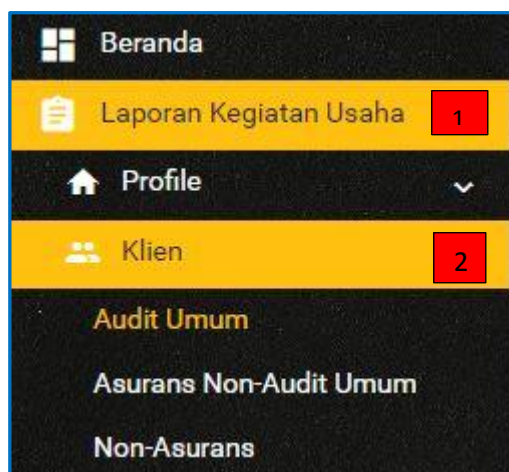 Beranda
Laporan Kegiatan Usaha 1
Profile
Klien 2
Audit Umum
Asurans Non-Audit Umum
Non-Asurans